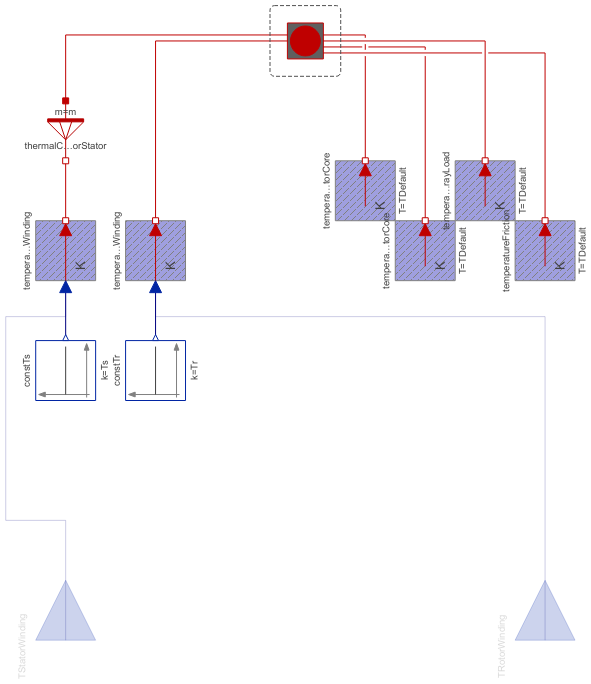 m=m
thermalC...orStator
tempera...Winding
K
tempera...Winding
K
tempera...torCore
K
T=TDefault
tempera...rayLoad
T=TDefault
tempera...torCore
K
T=TDefault
temperatureFriction
K
T=TDefault
constTs
k=Ts
constTr
k=Tr
TStatorWinding
TRotorWinding